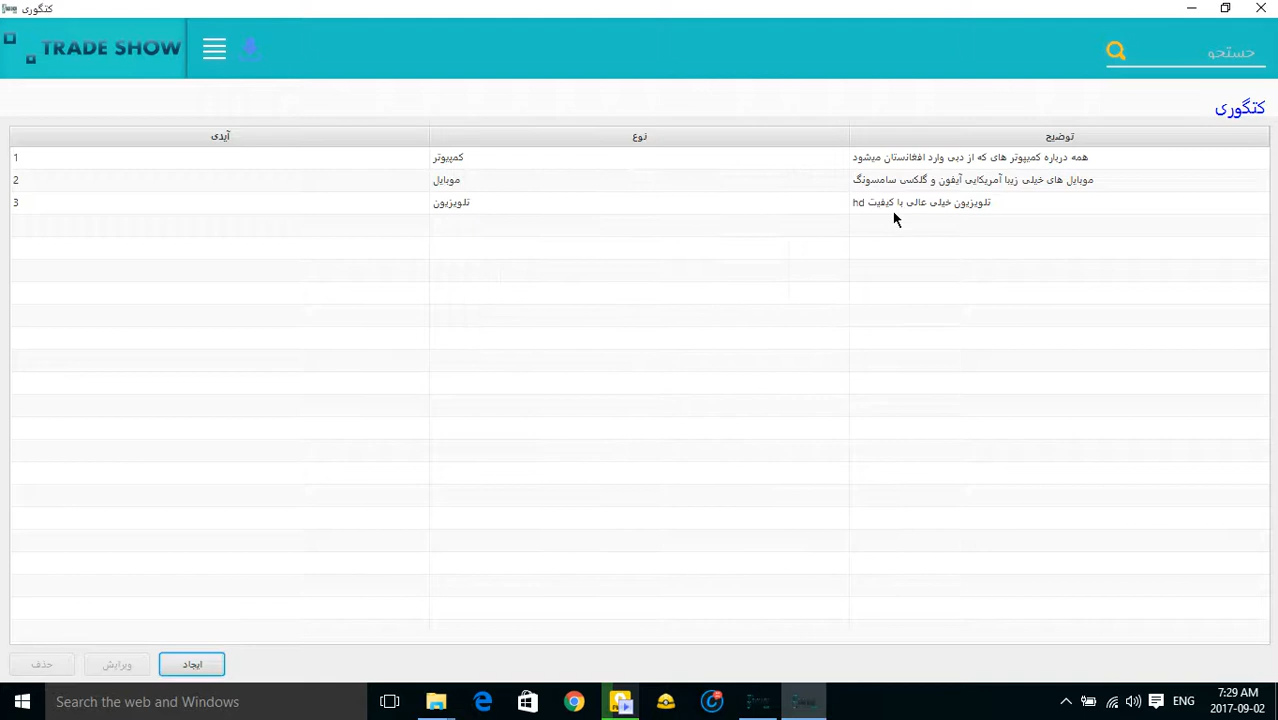 کتگوری
TRADE SHOW
جستجو
کتگوری
آیدی نوع توضیح
1 کمپیوتر همه درباره کمپیوتر های که از دبی وارد افغانستان میشود
2 موبایل موبایل های خیلی زیبا آمریکایی آیفون و گلکسی سامسونگ
3 تلویزیون تلویزیون خیلی عالی با کیفیت hd
حذف ویرایش ایجاد
Search the web and Windows
ENG
7:29 AM
2017-09-02